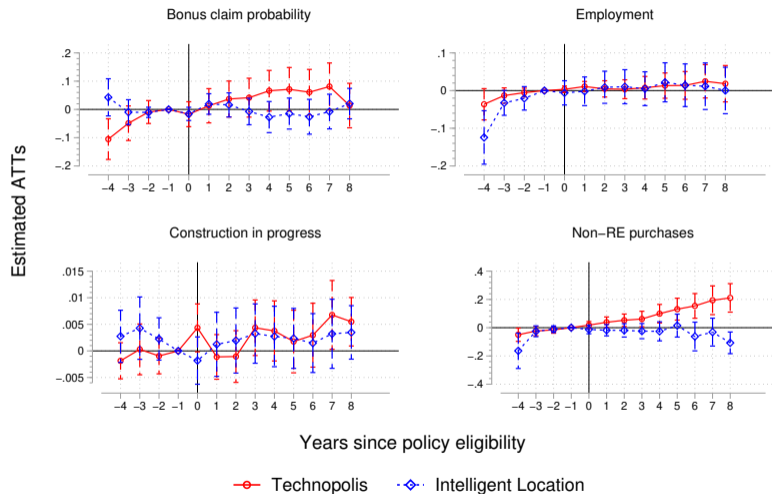 Bonus claim probability
Employment
.2
.1
0
−.1
−.2
−4 −3 −2 −1 0 1 2 3 4 5 6 7 8
.1
0
−.1
−.2
−4 −3 −2 −1 0 1 2 3 4 5 6 7 8
Estimated ATTs
Construction in progress
Non−RE purchases
.015
.01
.005
0
−.005
−4 −3 −2 −1 0 1 2 3 4 5 6 7 8
.4
.2
0
−.2
−.4
−4 −3 −2 −1 0 1 2 3 4 5 6 7 8
Years since policy eligibility
Technopolis
Intelligent Location